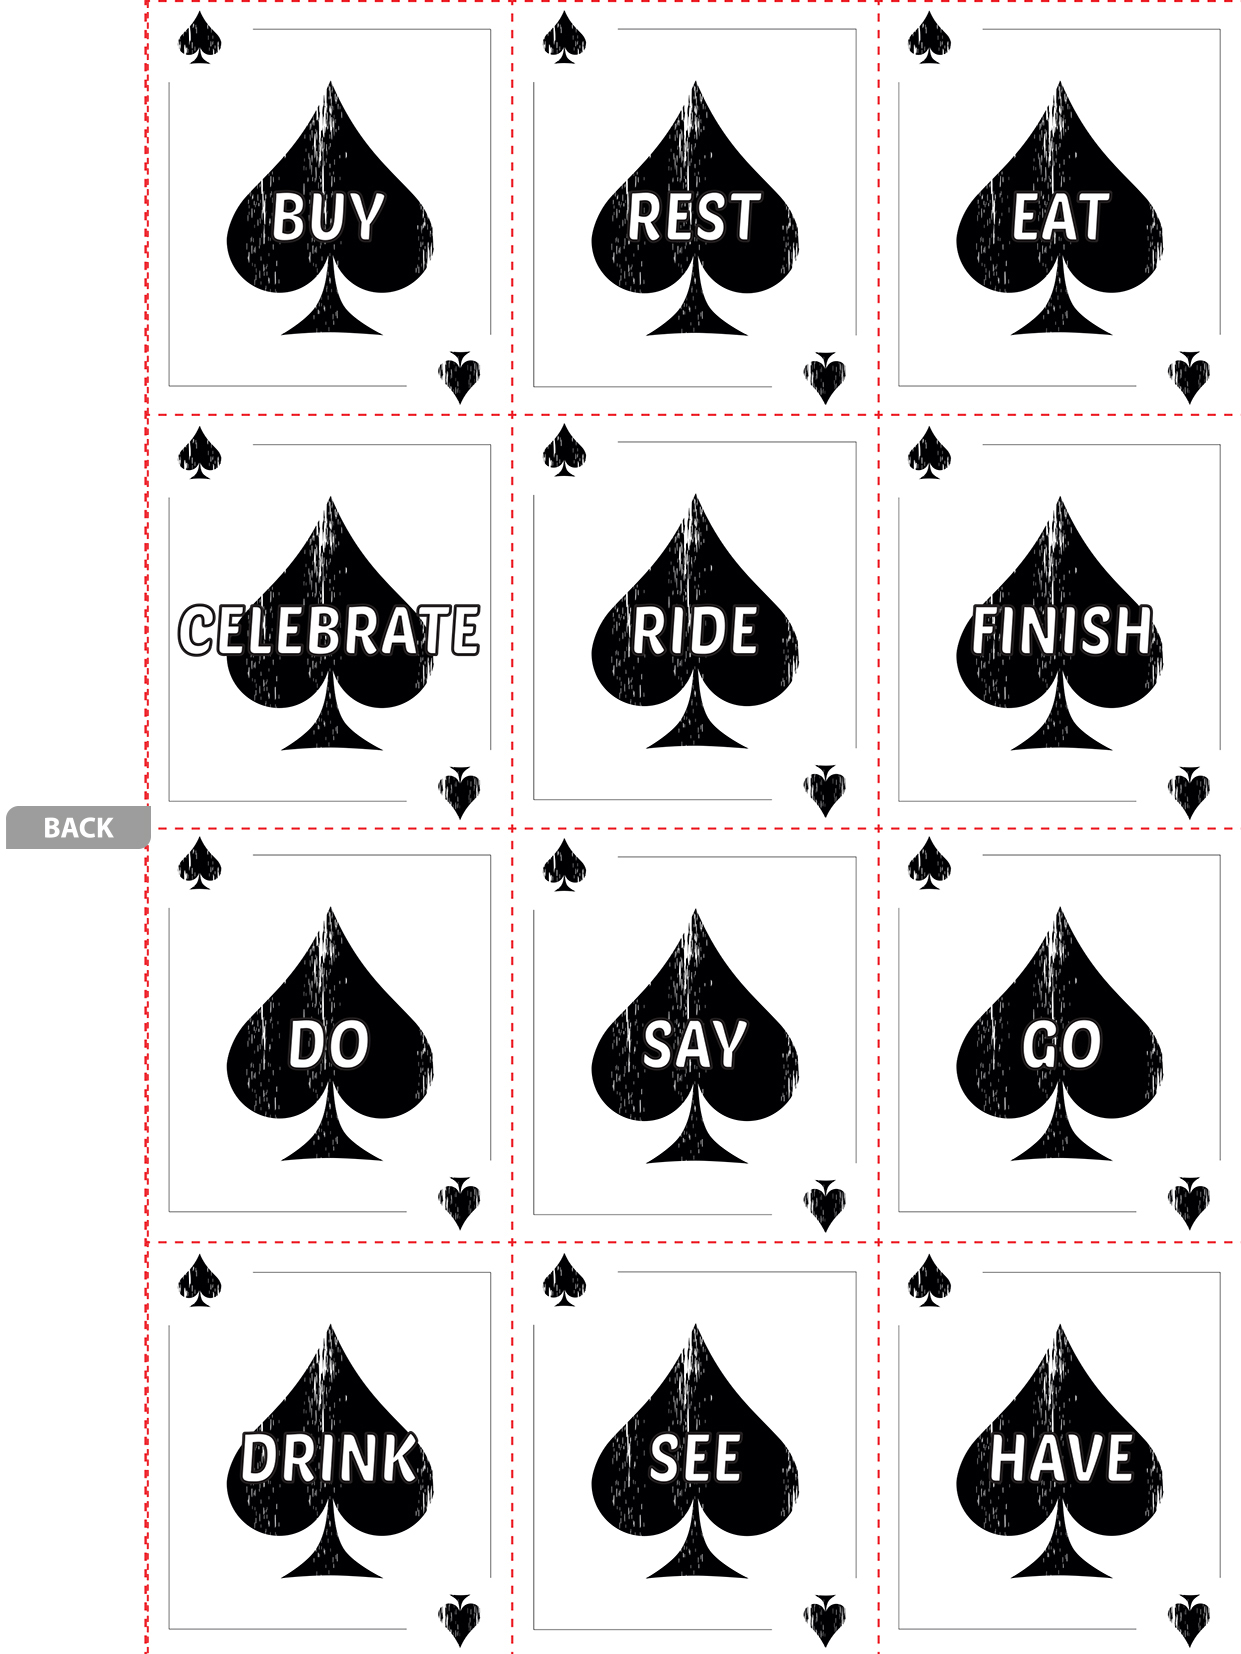 BUY
REST
EAT
CELEBRATE
RIDE
FINISH
BACK
DO
SAY
GO
DRINK
SEE
HAVE